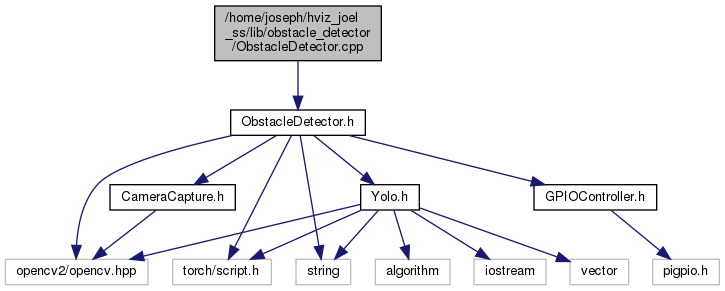 /home/joseph/hviz_joel
_ss/lib/obstacle_detector
/ObstacleDetector.cpp
ObstacleDetector.h
CameraCapture.h
Yolo.h
GPIOController.h
opencv2/opencv.hpp
torch/script.h
string
algorithm
iostream
vector
pigpio.h